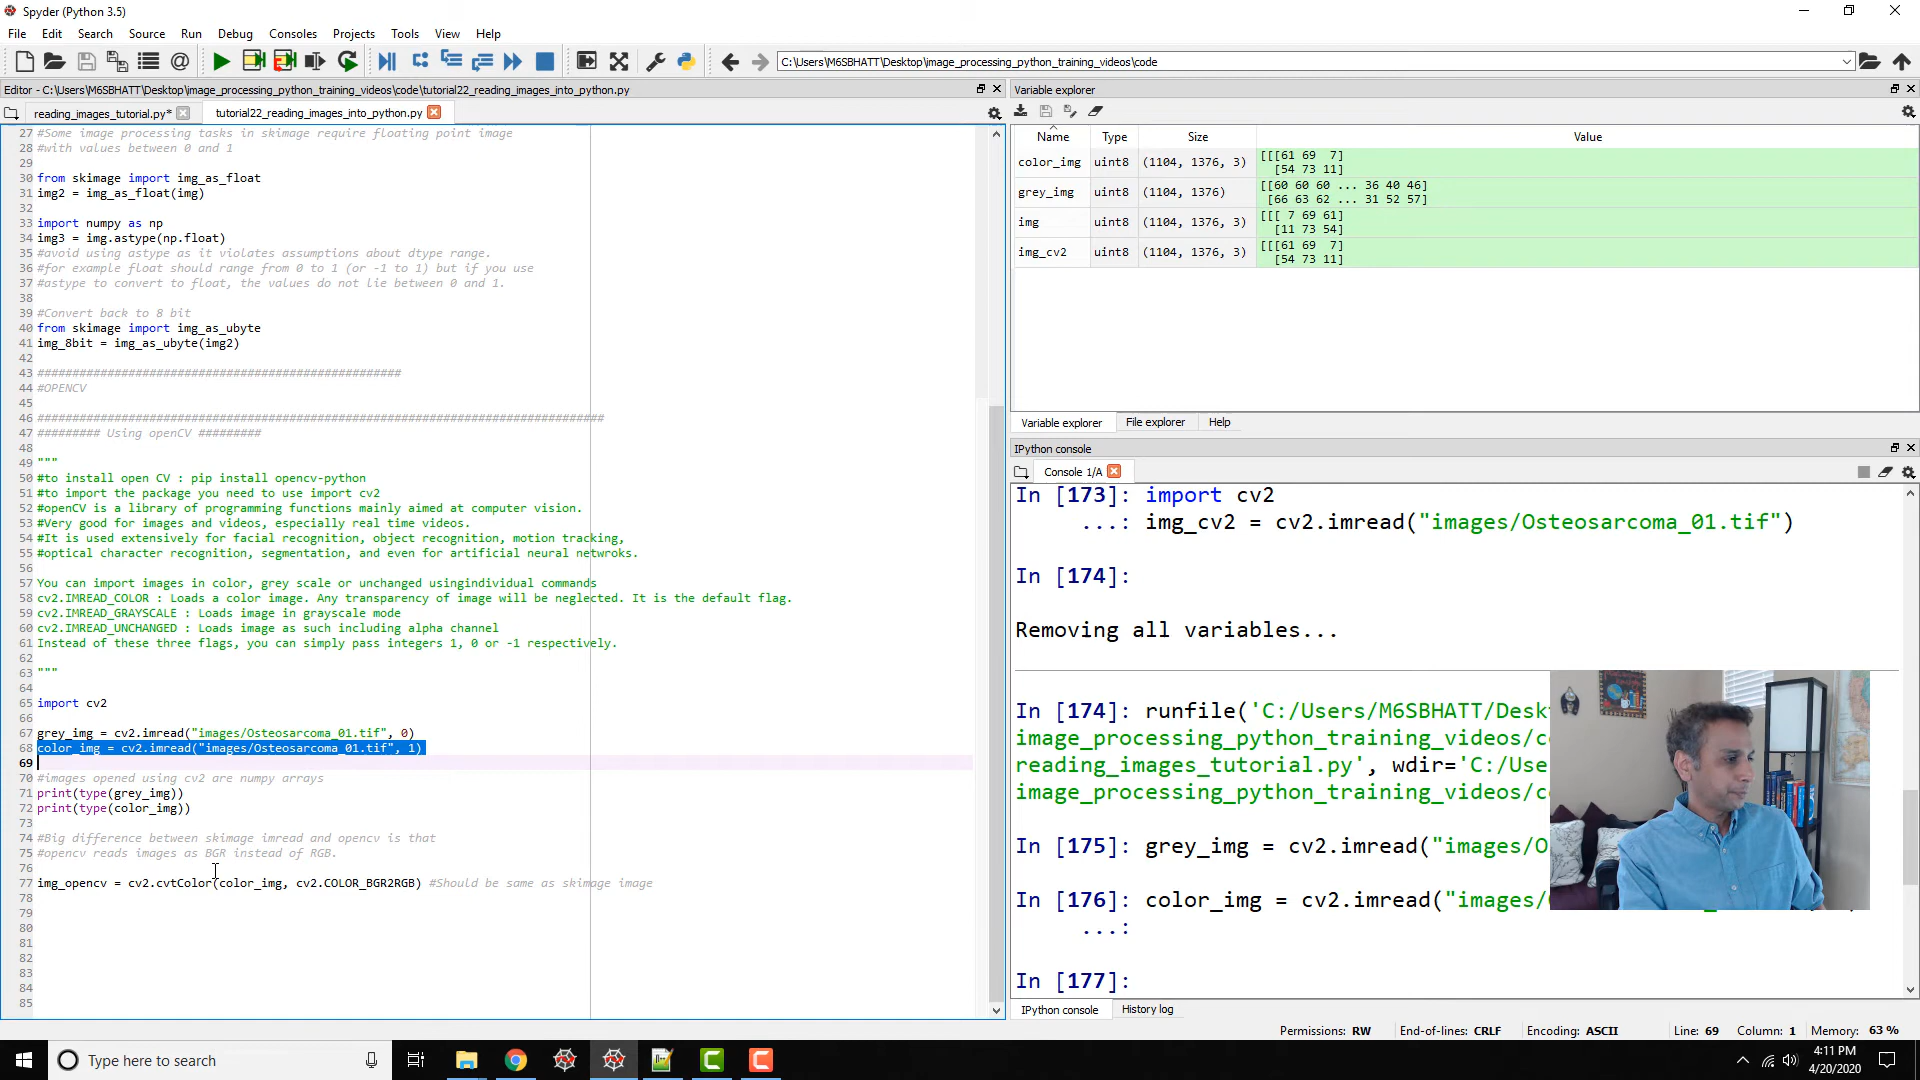 Spyder (Python 3.5)
File Edit Search Source Run Debug Consoles Projects Tools View Help
C:\Users\M6SBHATT\Desktop\image_processing_python_training_videos\code
Editor - C:\Users\M6SBHATT\Desktop\image_processing_python_training_videos\code\tutorial22_reading_images_into_python.py
reading_images_tutorial.py*
tutorial22_reading_images_into_python.py
27 #Some image processing tasks in skimage require floating point image
28 #with values between 0 and 1
29
30 from skimage import img_as_float
31 img2 = img_as_float(img)
32
33 import numpy as np
34 img3 = img.astype(np.float)
35 #avoid using astype as it violates assumptions about dtype range.
36 #for example float should range from 0 to 1 (or -1 to 1) but if you use
37 #astype to convert to float, the values do not lie between 0 and 1.
38
39 #Convert back to 8 bit
40 from skimage import img_as_ubyte
41 img_8bit = img_as_ubyte(img2)
42
43 ####################################################
44 #OPENCV
45
46 #################################################################################
47 ######### Using openCV #########
48
49 """
50 #to install open CV : pip install opencv-python
51 #to import the package you need to use import cv2
52 #openCV is a library of programming functions mainly aimed at computer vision.
53 #Very good for images and videos, especially real time videos.
54 #It is used extensively for facial recognition, object recognition, motion tracking,
55 #optical character recognition, segmentation, and even for artificial neural netwroks.
56
57 You can import images in color, grey scale or unchanged usingindividual commands
58 cv2.IMREAD_COLOR : Loads a color image. Any transparency of image will be neglected. It is the default flag.
59 cv2.IMREAD_GRAYSCALE : Loads image in grayscale mode
60 cv2.IMREAD_UNCHANGED : Loads image as such including alpha channel
61 Instead of these three flags, you can simply pass integers 1, 0 or -1 respectively.
62
63 """
64
65 import cv2
66
67 grey_img = cv2.imread("images/Osteosarcoma_01.tif", 0)
68 color_img = cv2.imread("images/Osteosarcoma_01.tif", 1)
69
70 #images opened using cv2 are numpy arrays
71 print(type(grey_img))
72 print(type(color_img))
73
74 #Big difference between skimage imread and opencv is that
75 #opencv reads images as BGR instead of RGB.
76
77 img_opencv = cv2.cvtColor(color_img, cv2.COLOR_BGR2RGB) #Should be same as skimage image
78
79
80
81
82
83
84
85
Variable explorer
Name Type Size Value
color_img uint8 (1104, 1376, 3) [[[61 69 7]
[54 73 11]
grey_img uint8 (1104, 1376) [[60 60 60 ... 36 40 46]
[66 63 62 ... 31 52 57]
img uint8 (1104, 1376, 3) [[[ 7 69 61]
[11 73 54]
img_cv2 uint8 (1104, 1376, 3) [[[61 69 7]
[54 73 11]
Variable explorer File explorer Help
IPython console
Console 1/A
In [173]: import cv2
...: img_cv2 = cv2.imread("images/Osteosarcoma_01.tif")
In [174]:
Removing all variables...
In [174]: runfile('C:/Users/M6SBHATT/Desk
image_processing_python_training_videos/c
reading_images_tutorial.py', wdir='C:/Use
image_processing_python_training_videos/c
In [175]: grey_img = cv2.imread("images/O
In [176]: color_img = cv2.imread("images/
...:
In [177]:
IPython console History log
Permissions: RW End-of-lines: CRLF Encoding: ASCII Line: 69 Column: 1 Memory: 63 %
Type here to search
4:11 PM
4/20/2020